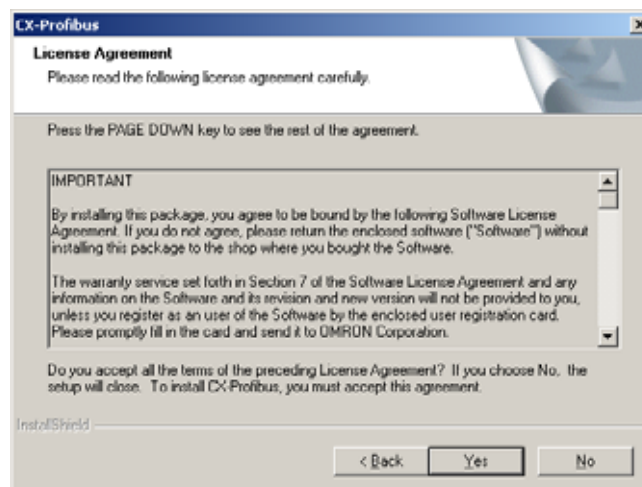 CX-Profibus
License Agreement
Please read the following license agreement carefully.
Press the PAGE DOWN key to see the rest of the agreement.
IMPORTANT
By installing this package, you agree to be bound by the following Software License
Agreement. If you do not agree, please return the enclosed software ("Software") without
installing this package to the shop where you bought the Software.
The warranty service set forth in Section 7 of the Software License Agreement and any
information on the Software and its revision and new version will not be provided to you,
unless you register as an user of the Software by the enclosed user registration card.
Please promptly fill in the card and send it to OMRON Corporation.
Do you accept all the terms of the preceding License Agreement? If you choose No, the
setup will close. To install CX-Profibus, you must accept this agreement.
InstallShield
< Back Yes No